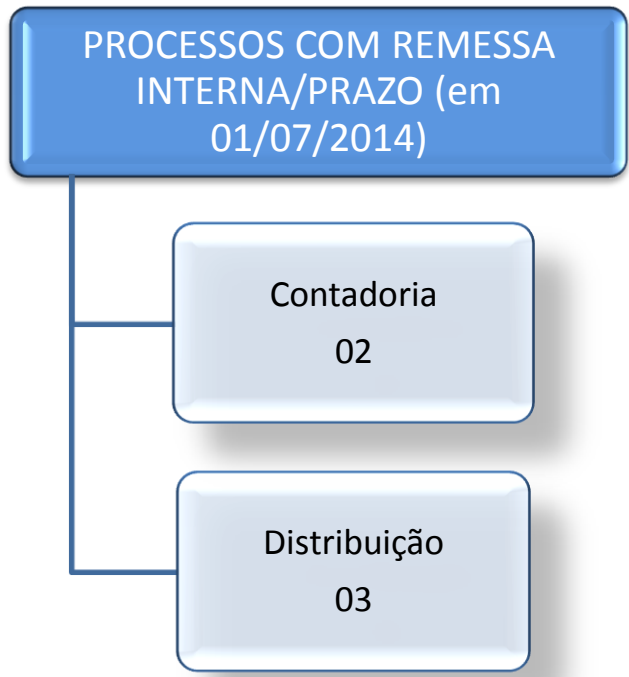 PROCESSOS COM REMESSA
INTERNA/PRAZO (em
01/07/2014)
Contadoria
02
Distribuição
03